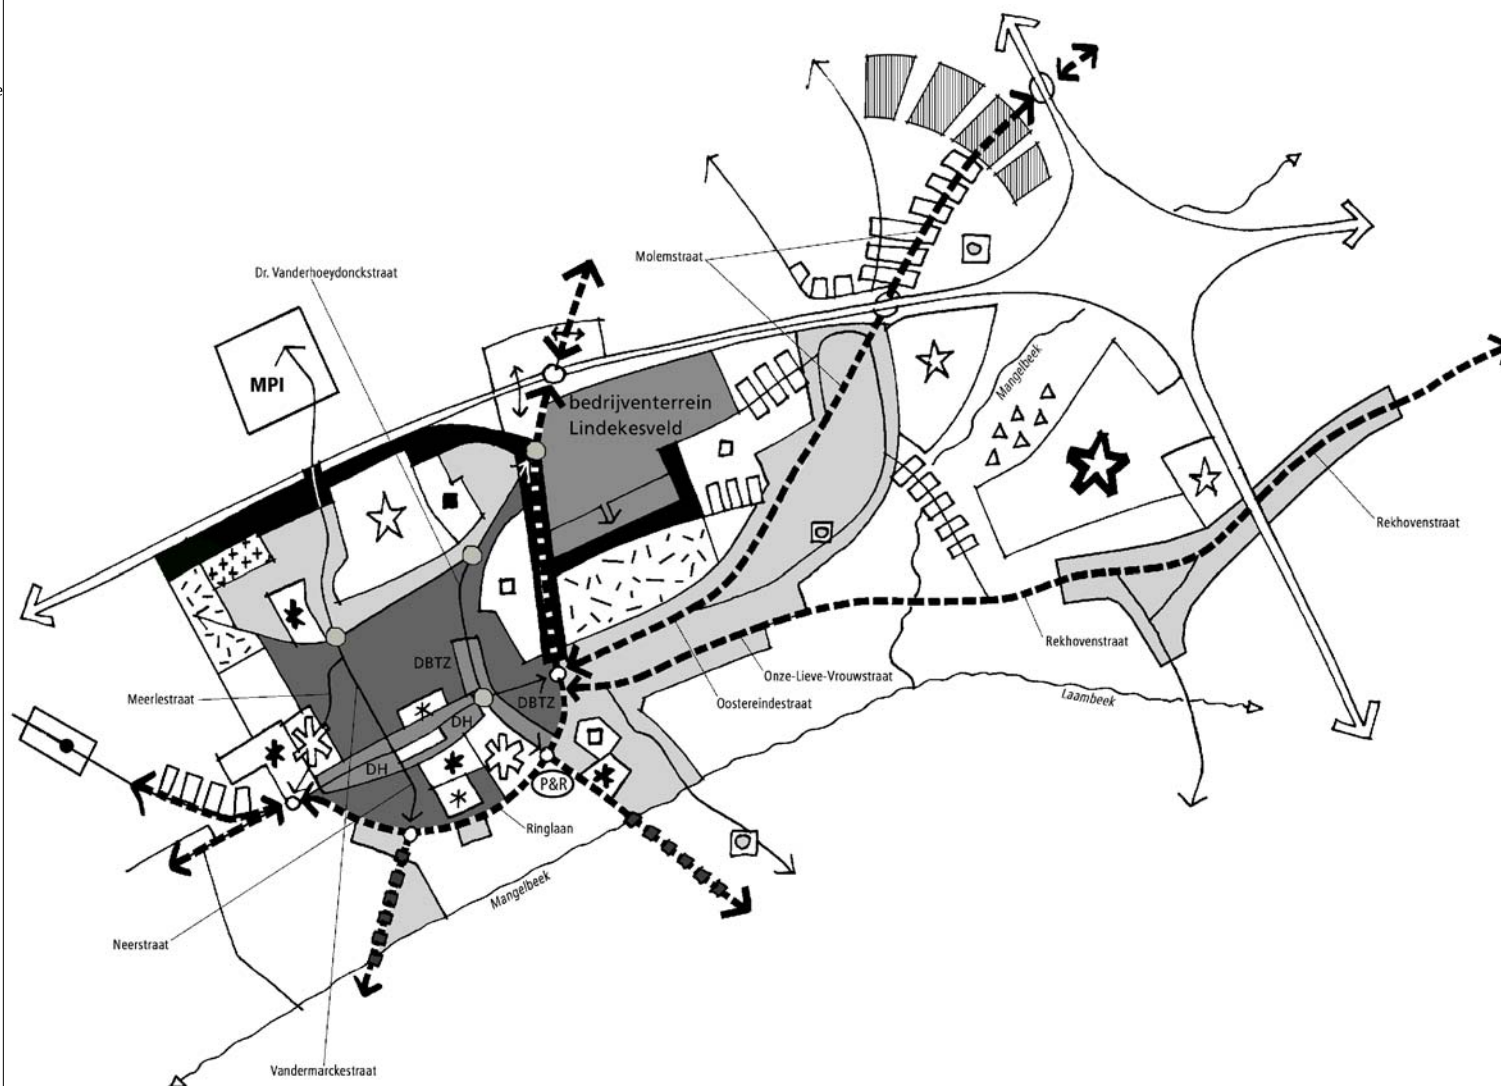 e
Molemstraat
Dr. Vanderhoeydonckstraat
MPI
Mangelbeek
bedrijventerrein
Lindekesveld
Rekhovenstraat
Rekhovenstraat
DBTZ
Onze-Lieve-Vrouwstraat
Meerlestraat
DBTZ
Oostereindestraat
Laambeek
DH
DH
P&R
Ringlaan
Mangelbeek
Neerstraat
Vandermarckestraat